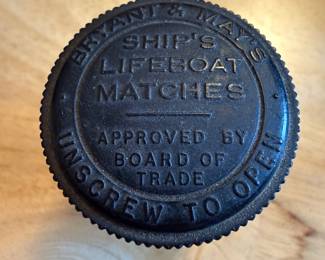 BRYANT & MAY'S
SHIP'S
LIFEBOAT
MATCHES
APPROVED BY
BOARD OF
TRADE
UNSCREW TO OPEN